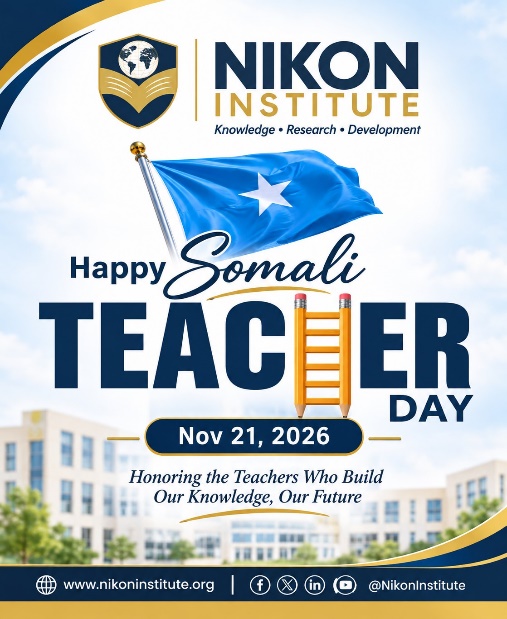 NIKON
INSTITUTE
Knowledge • Research • Development
Happy Somali
TEACHER
DAY
Nov 21, 2026
Honoring the Teachers Who Build
Our Knowledge, Our Future
www.nikoninstitute.org | @NikonInstitute